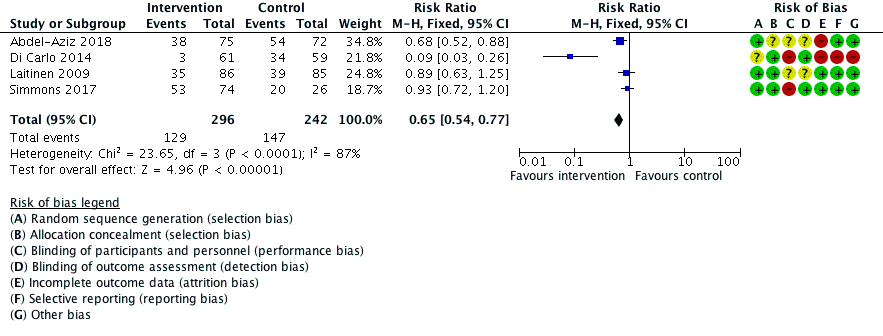 Intervention Control Risk Ratio Risk Ratio Risk of Bias
Study or Subgroup Events Total Events Total Weight M-H, Fixed, 95% CI M-H, Fixed, 95% CI A B C D E F G
Abdel-Aziz 2018 38 75 54 72 34.8% 0.68 [0.52, 0.88] + ? ? ? - + +
Di Carlo 2014 3 61 34 59 21.8% 0.09 [0.03, 0.26] ? + - + - - -
Laitinen 2009 35 86 39 85 24.8% 0.89 [0.63, 1.25] + + ? ? + + +
Simmons 2017 53 74 20 26 18.7% 0.93 [0.72, 1.20] + + - + + + +
Total (95% CI) 296 242 100.0% 0.65 [0.54, 0.77]
Total events 129 147
Heterogeneity: Chi² = 23.65, df = 3 (P < 0.0001); I² = 87%
Test for overall effect: Z = 4.96 (P < 0.00001)
0.01 0.1 1 10 100
Favours intervention Favours control
Risk of bias legend
(A) Random sequence generation (selection bias)
(B) Allocation concealment (selection bias)
(C) Blinding of participants and personnel (performance bias)
(D) Blinding of outcome assessment (detection bias)
(E) Incomplete outcome data (attrition bias)
(F) Selective reporting (reporting bias)
(G) Other bias